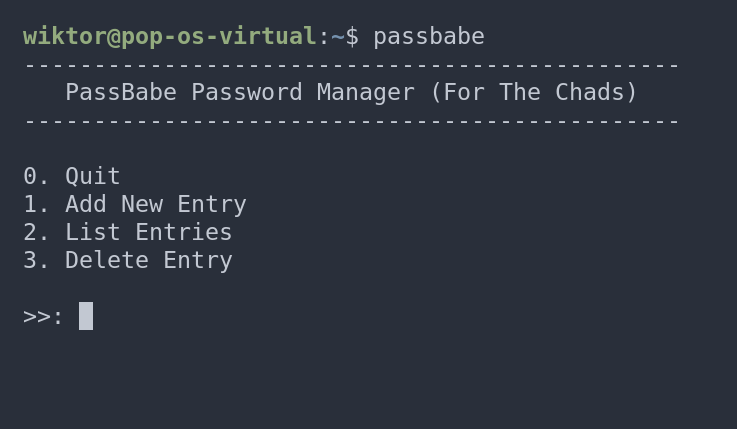 wiktor@pop-os-virtual:~$ passbabe
-----------------------------------------------
   PassBabe Password Manager (For The Chads)
-----------------------------------------------

0. Quit
1. Add New Entry
2. List Entries
3. Delete Entry

>>: